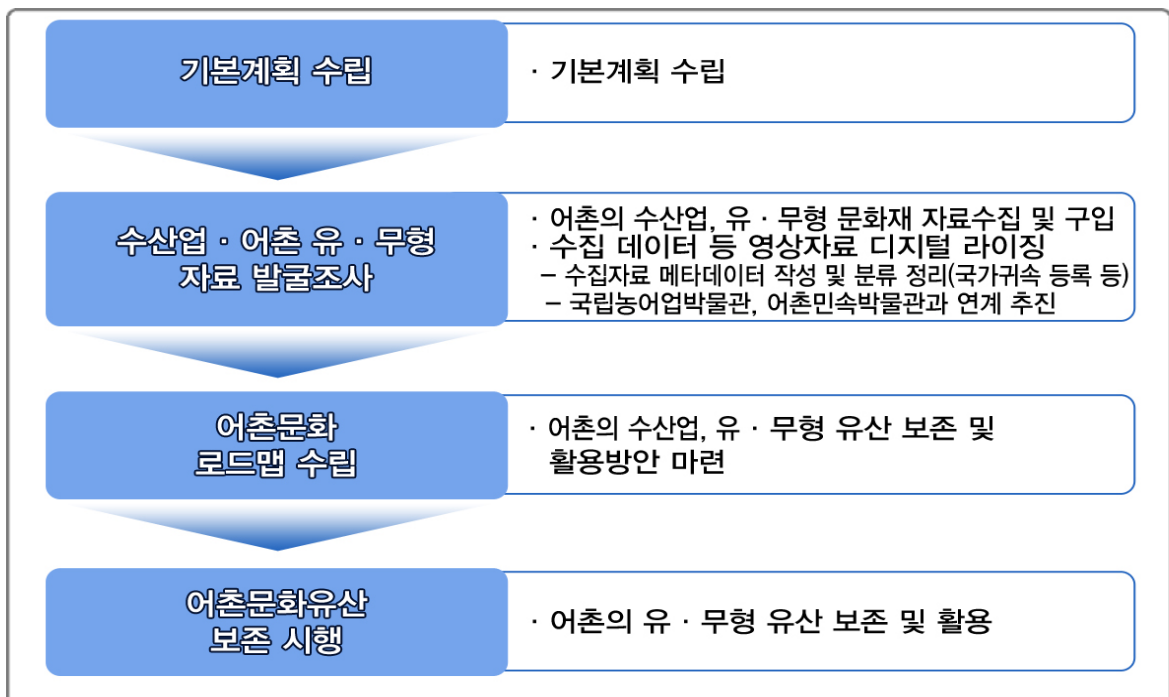 기본계획 수립
· 기본계획 수립
수산업 · 어촌 유 · 무형
자료 발굴조사
· 어촌의 수산업, 유 · 무형 문화재 자료수집 및 구입
· 수집 데이터 등 영상자료 디지털 라이징
– 수집자료 메타데이터 작성 및 분류 정리(국가귀속 등록 등)
– 국립농어업박물관, 어촌민속박물관과 연계 추진
어촌문화
로드맵 수립
· 어촌의 수산업, 유 · 무형 유산 보존 및
활용방안 마련
어촌문화유산
보존 시행
· 어촌의 유 · 무형 유산 보존 및 활용